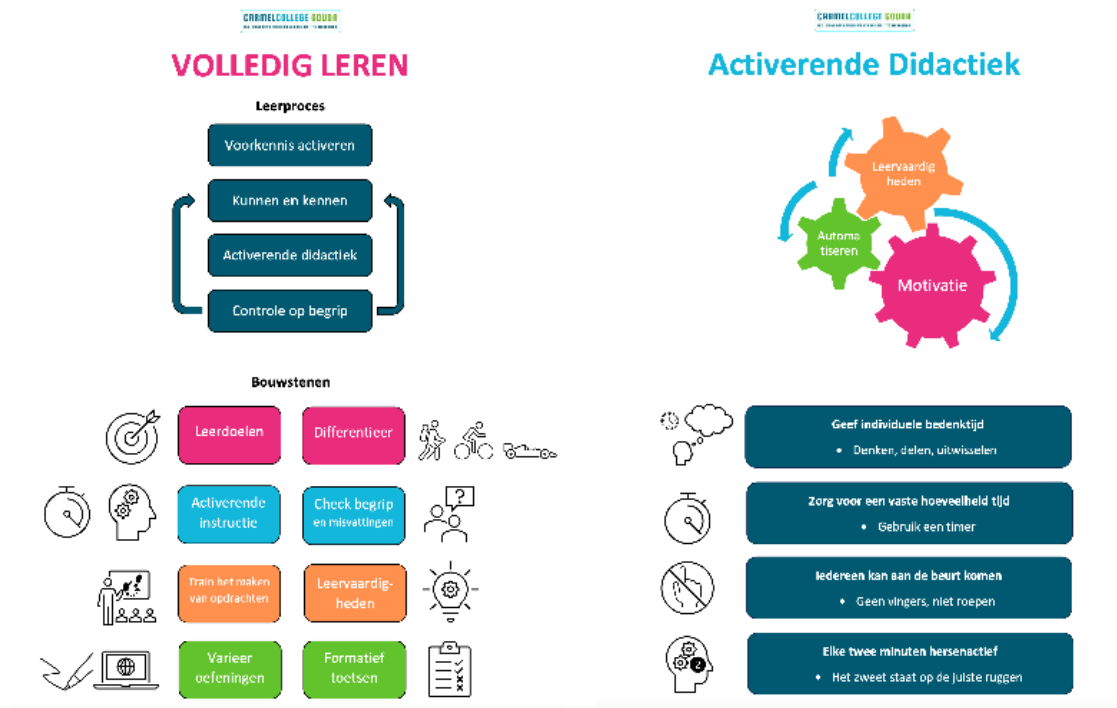 CARMELCOLLEGE GOUDA
VOLLEDIG LEREN
Leerproces
Voorkennis activeren
Kunnen en kennen
Activerende didactiek
Controle op begrip
Bouwstenen
Leerdoelen
Differentieer
Activerende
instructie
Check begrip
en misvattingen
?
Train het maken
van opdrachten
Leervaardig-
heden
Varieer
oefeningen
Formatief
toetsen
CARMELCOLLEGE GOUDA
Activerende Didactiek
Leervaardig
heden
Automa
tiseren
Motivatie
Geef individuele bedenktijd
• Denken, delen, uitwisselen
Zorg voor een vaste hoeveelheid tijd
• Gebruik een timer
Iedereen kan aan de beurt komen
• Geen vingers, niet roepen
2
Elke twee minuten hersenactief
• Het zweet staat op de juiste ruggen